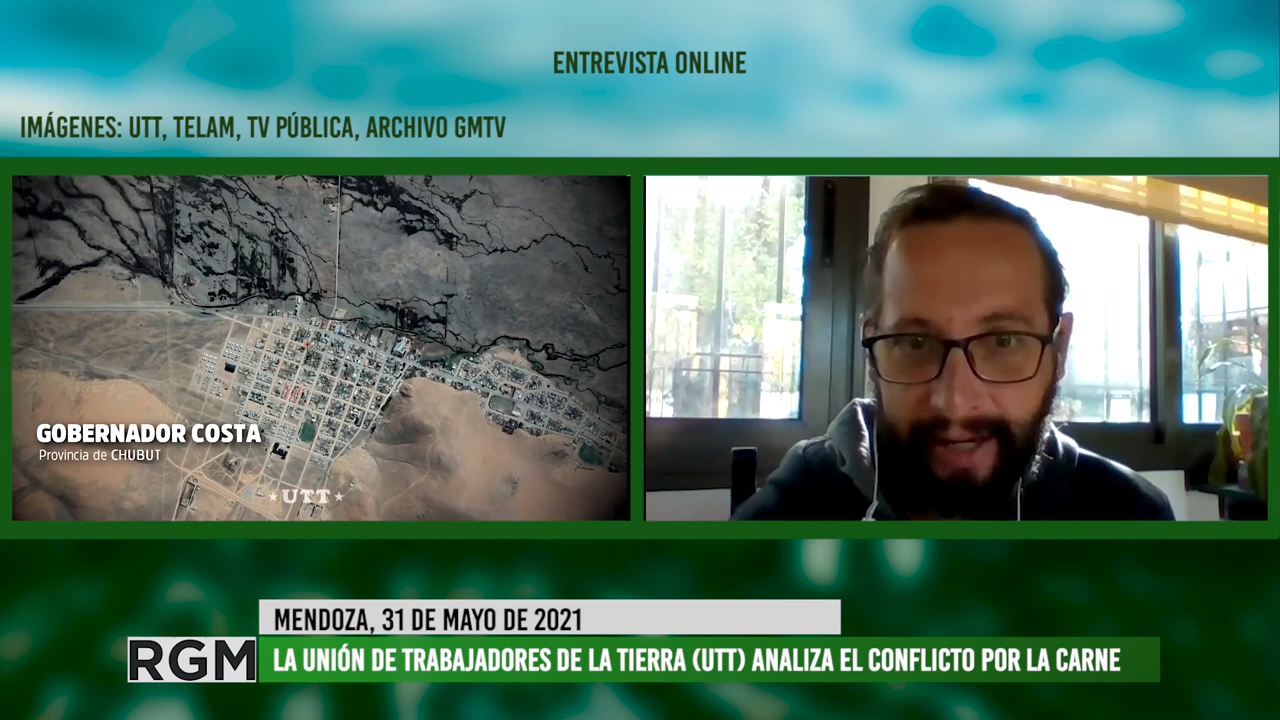 ENTREVISTA ONLINE
IMÁGENES: UTT, TELAM, TV PÚBLICA, ARCHIVO GMTV
GOBERNADOR COSTA
Provincia de CHUBUT
★UTT★
MENDOZA, 31 DE MAYO DE 2021
RGM
LA UNIÓN DE TRABAJADORES DE LA TIERRA (UTT) ANALIZA EL CONFLICTO POR LA CARNE